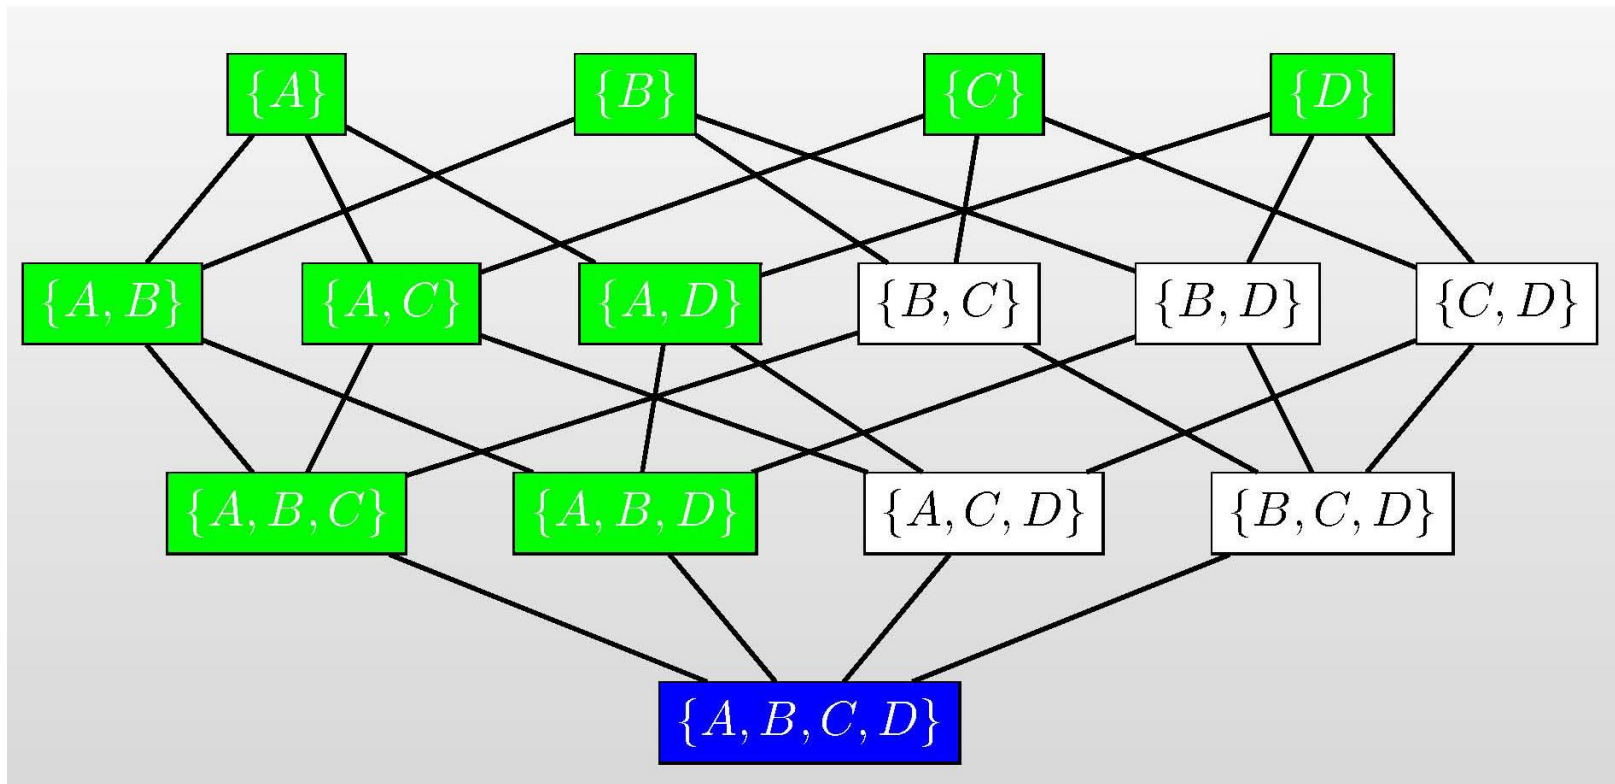 {A} {B} {C} {D}
{A, B} {A, C} {A, D} {B, C} {B, D} {C, D}
{A, B, C} {A, B, D} {A, C, D} {B, C, D}
{A, B, C, D}